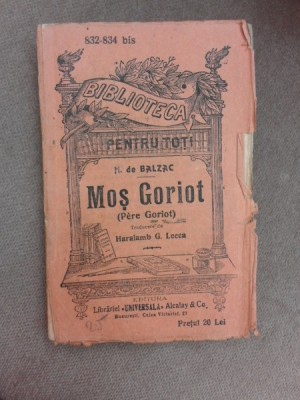 832-834 bis
BIBLIOTECA
PENTRU TOȚI
H. de BALZAC
Moș Goriot
(Père Goriot)
Traducere de
Haralamb G. Lecca
EDITURA
Librăriei «UNIVERSALA» Alcalay & Co,
București, Calea Victoriei, 27
Prețul 20 Lei